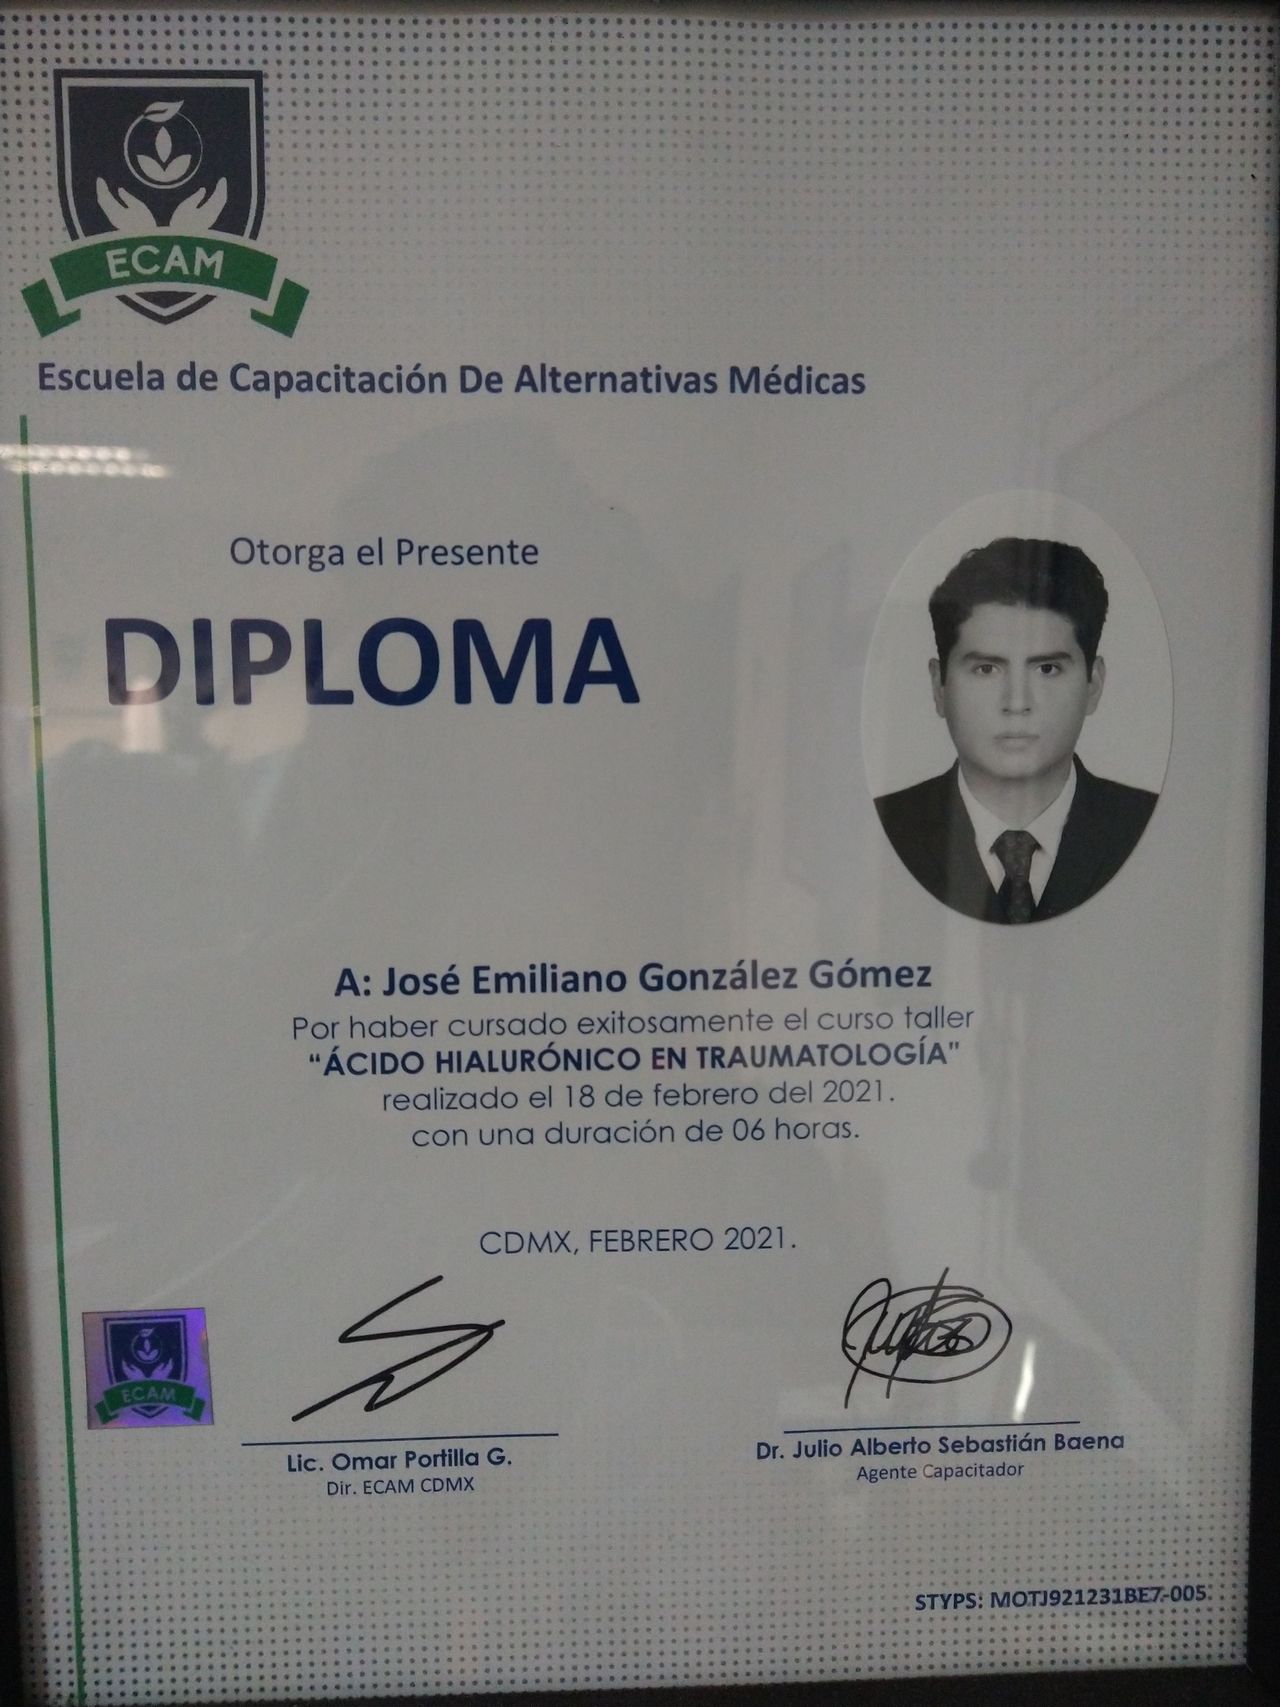 ECAM
Escuela de Capacitación De Alternativas Médicas
Otorga el Presente
DIPLOMA
A: José Emiliano González Gómez
Por haber cursado exitosamente el curso taller
“ÁCIDO HIALURÓNICO EN TRAUMATOLOGÍA"
realizado el 18 de febrero del 2021.
con una duración de 06 horas.
CDMX, FEBRERO 2021.
ECAM
Lic. Omar Portilla G.
Dir. ECAM CDMX
Dr. Julio Alberto Sebastián Baena
Agente Capacitador
STYPS: MOTJ921231BE7-005